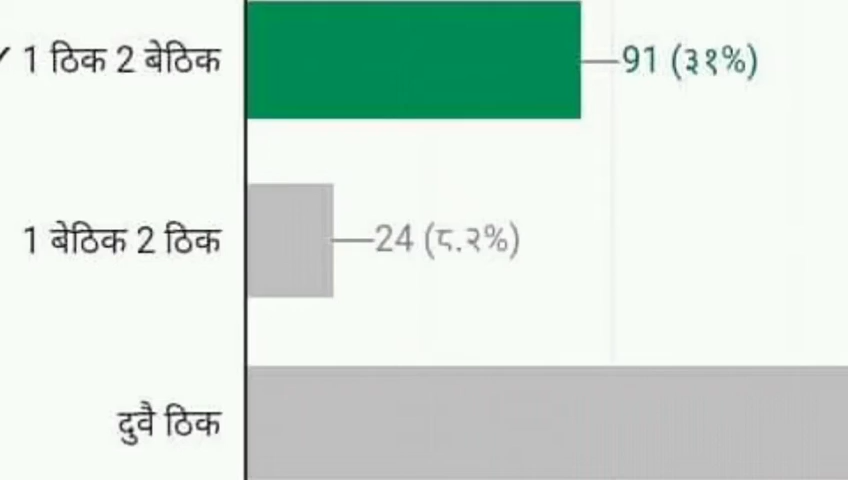 ✓ 1 ठिक 2 बेठिक 91 (३१%)
1 बेठिक 2 ठिक 24 (८.२%)
दुवै ठिक